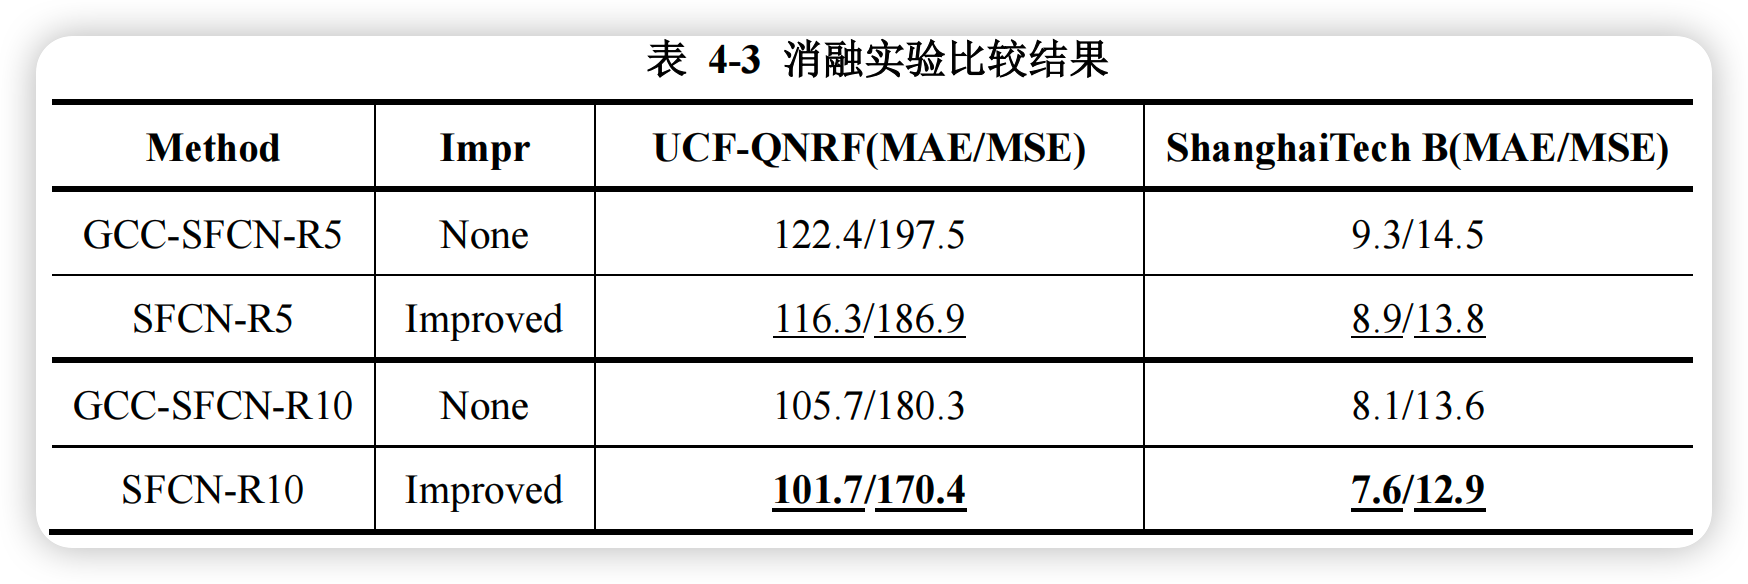 表 4-3 消融实验比较结果
Method Impr UCF-QNRF(MAE/MSE) ShanghaiTech B(MAE/MSE)
GCC-SFCN-R5 None 122.4/197.5 9.3/14.5
SFCN-R5 Improved 116.3/186.9 8.9/13.8
GCC-SFCN-R10 None 105.7/180.3 8.1/13.6
SFCN-R10 Improved 101.7/170.4 7.6/12.9